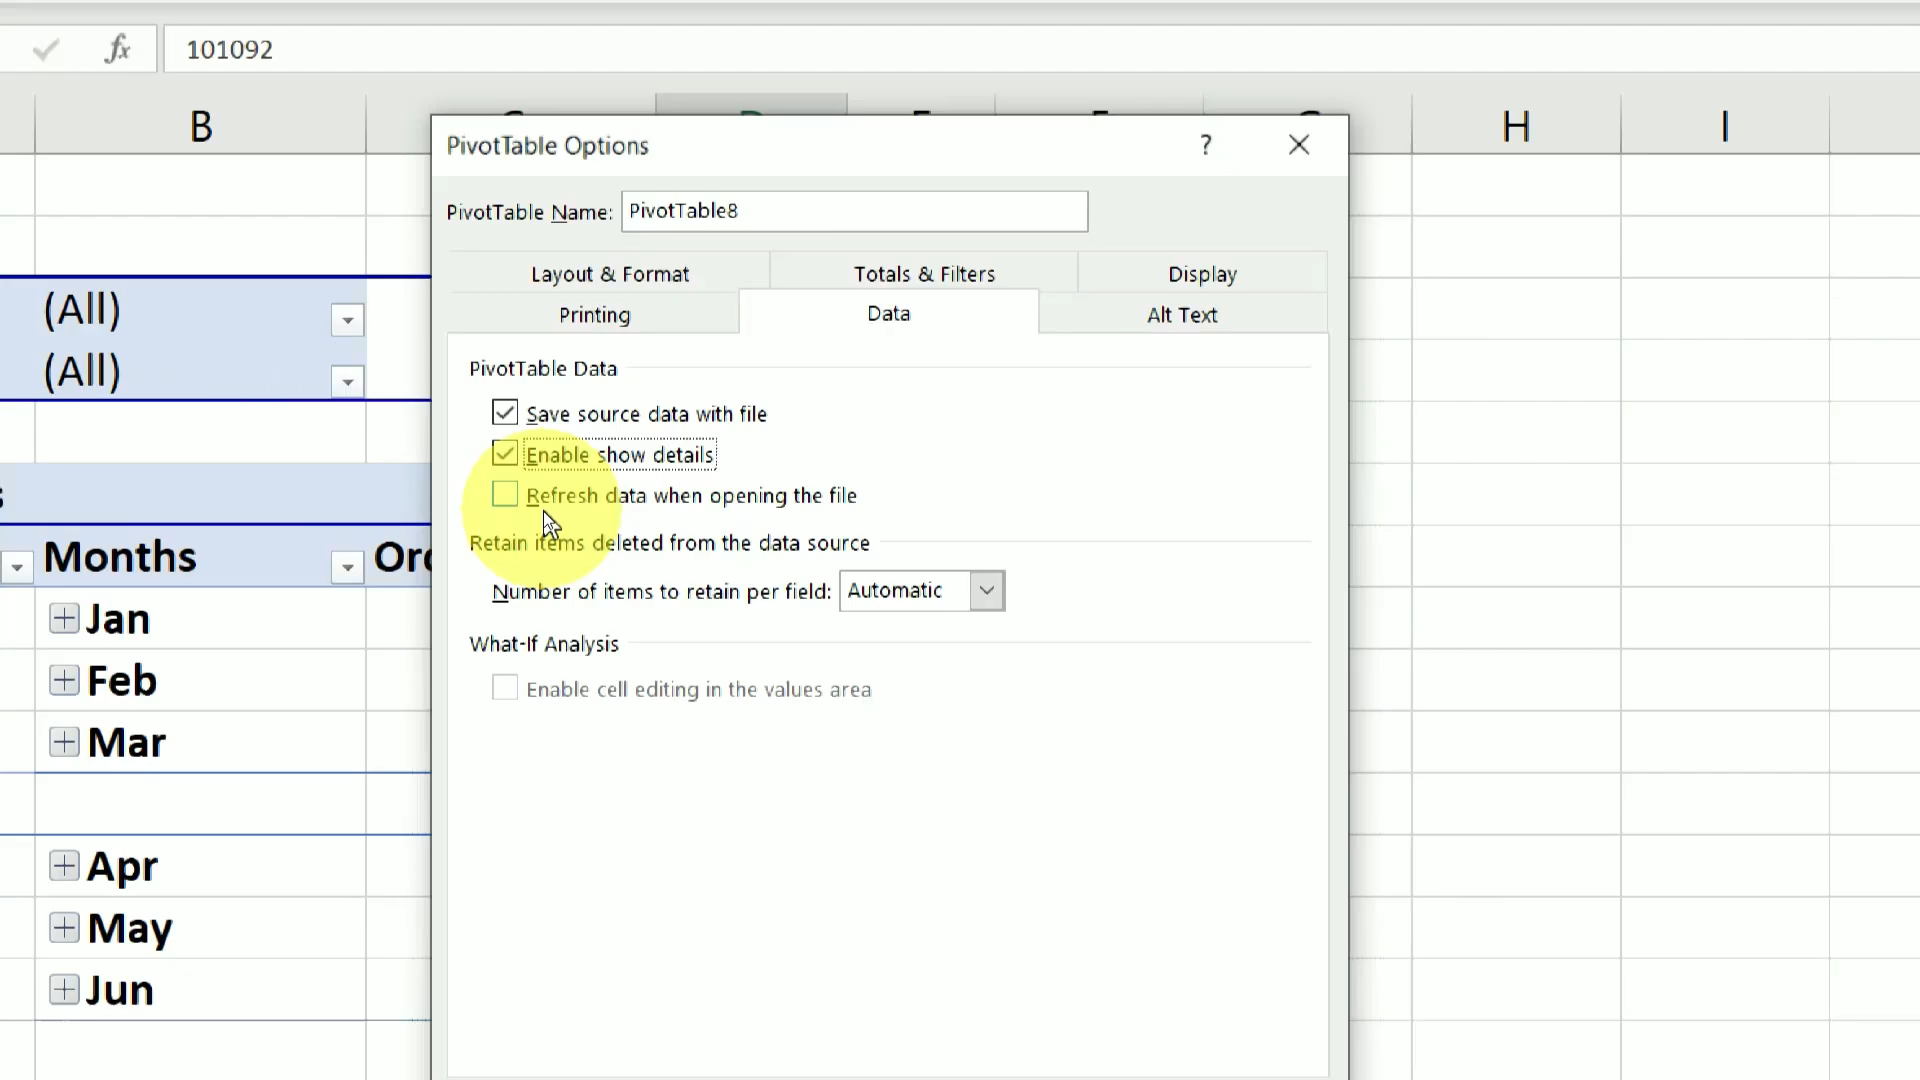 fx 101092
B H I
PivotTable Options ?
PivotTable Name: PivotTable8
Layout & Format Totals & Filters Display
Printing Data Alt Text
(All)
(All)
PivotTable Data
Save source data with file
Enable show details
Refresh data when opening the file
Retain items deleted from the data source
Number of items to retain per field: Automatic
What-If Analysis
Enable cell editing in the values area
Months
Jan
Feb
Mar
Apr
May
Jun